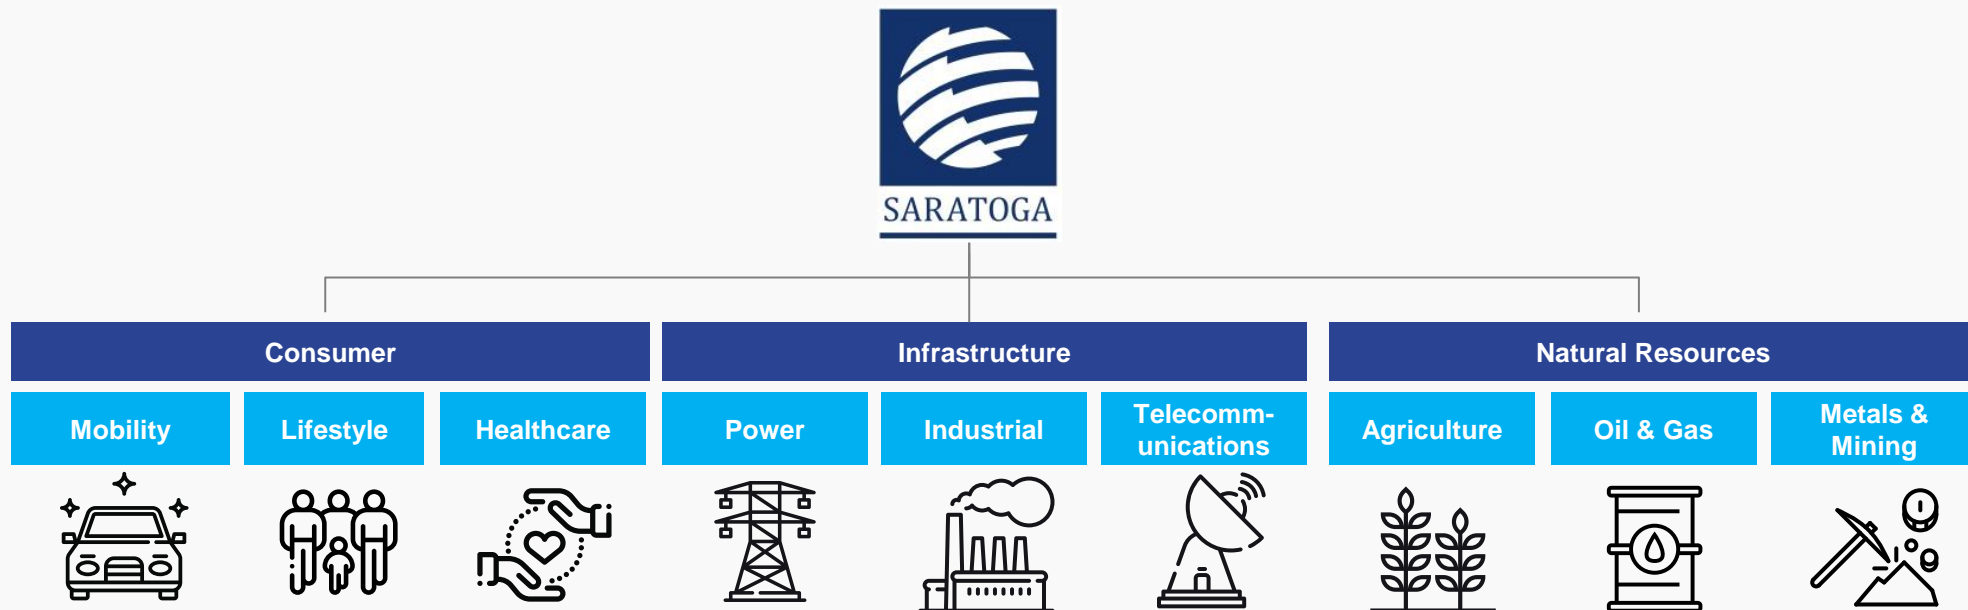 SARATOGA
Consumer
Infrastructure
Natural Resources
Mobility
Lifestyle
Healthcare
Power
Industrial
Telecomm-
unications
Agriculture
Oil & Gas
Metals &
Mining